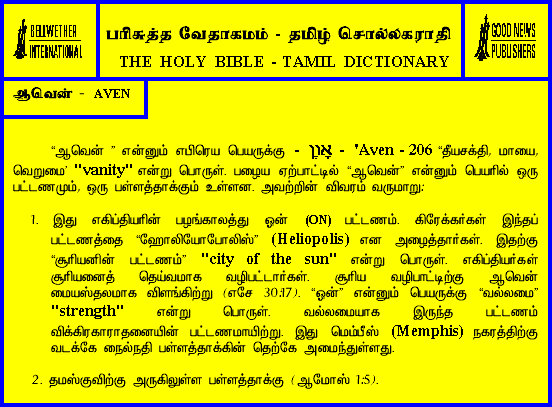 BELLWETHER
INTERNATIONAL
பரிசுத்த வேதாகமம் - தமிழ் சொல்லகராதி
THE HOLY BIBLE - TAMIL DICTIONARY
GOOD NEWS
PUBLISHERS
ஆவென் - AVEN
“ஆவென் ” என்னும் எபிரெய பெயருக்கு - אָוֶן - 'Aven - 206 “தீயசக்தி, மாயை,
வெறுமை’ "vanity" என்று பொருள். பழைய ஏற்பாட்டில் “ஆவென்” என்னும் பெயரில் ஒரு
பட்டணமும், ஒரு பள்ளத்தாக்கும் உள்ளன. அவற்றின் விவரம் வருமாறு:
1. இது எகிப்தியரின் பழங்காலத்து ஒன் (ON) பட்டணம். கிரேக்கர்கள் இந்தப்
பட்டணத்தை “ஹோலியோபோலிஸ்” (Heliopolis) என அழைத்தார்கள். இதற்கு
“சூரியனின் பட்டணம்” "city of the sun" என்று பொருள். எகிப்தியர்கள்
சூரியனைத் தெய்வமாக வழிபட்டார்கள். சூரிய வழிபாட்டிற்கு ஆவென்
மையஸ்தலமாக விளங்கிற்று (எசே 30:17). “ஒன்” என்னும் பெயருக்கு “வல்லமை”
"strength" என்று பொருள். வல்லமையாக இருந்த பட்டணம்
விக்கிரகாராதனையின் பட்டணமாயிற்று. இது மெம்பீஸ் (Memphis) நகரத்திற்கு
வடக்கே நைல்நதி பள்ளத்தாக்கின் தெற்கே அமைந்துள்ளது.
2. தமஸ்குவிற்கு அருகிலுள்ள பள்ளத்தாக்கு (ஆமோஸ் 1:5).